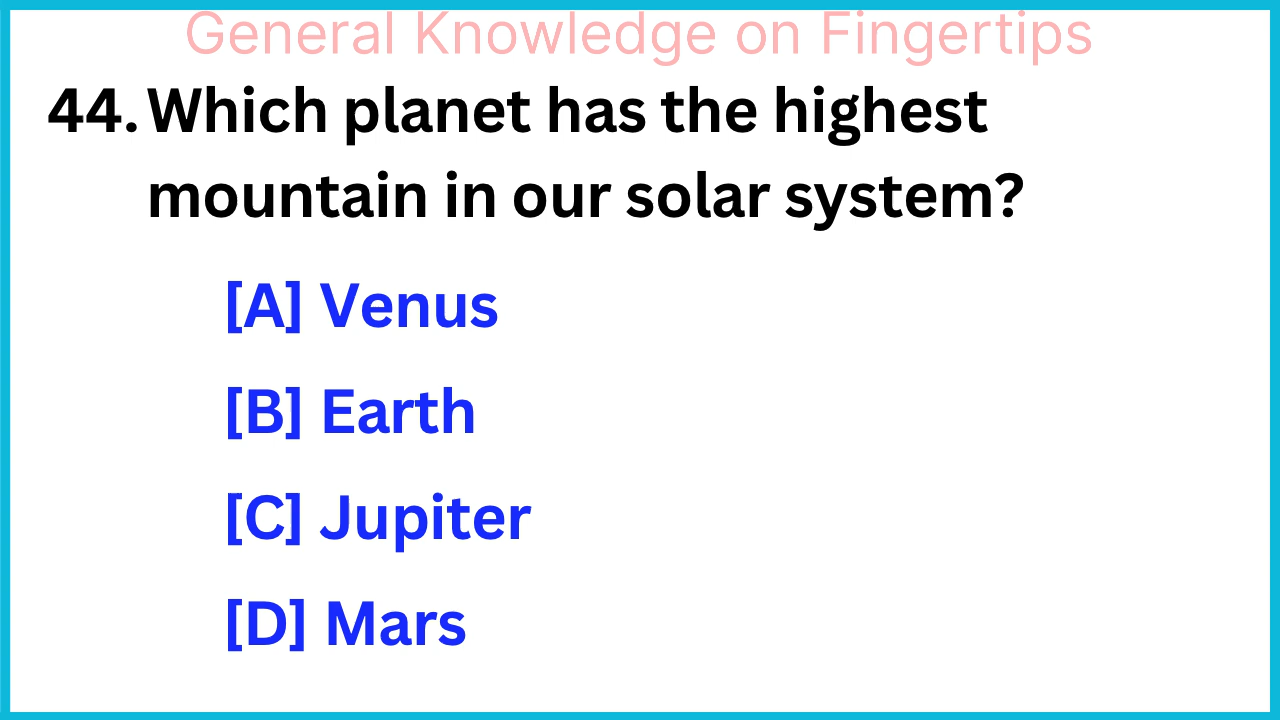 General Knowledge on Fingertips
44. Which planet has the highest
mountain in our solar system?
[A] Venus
[B] Earth
[C] Jupiter
[D] Mars